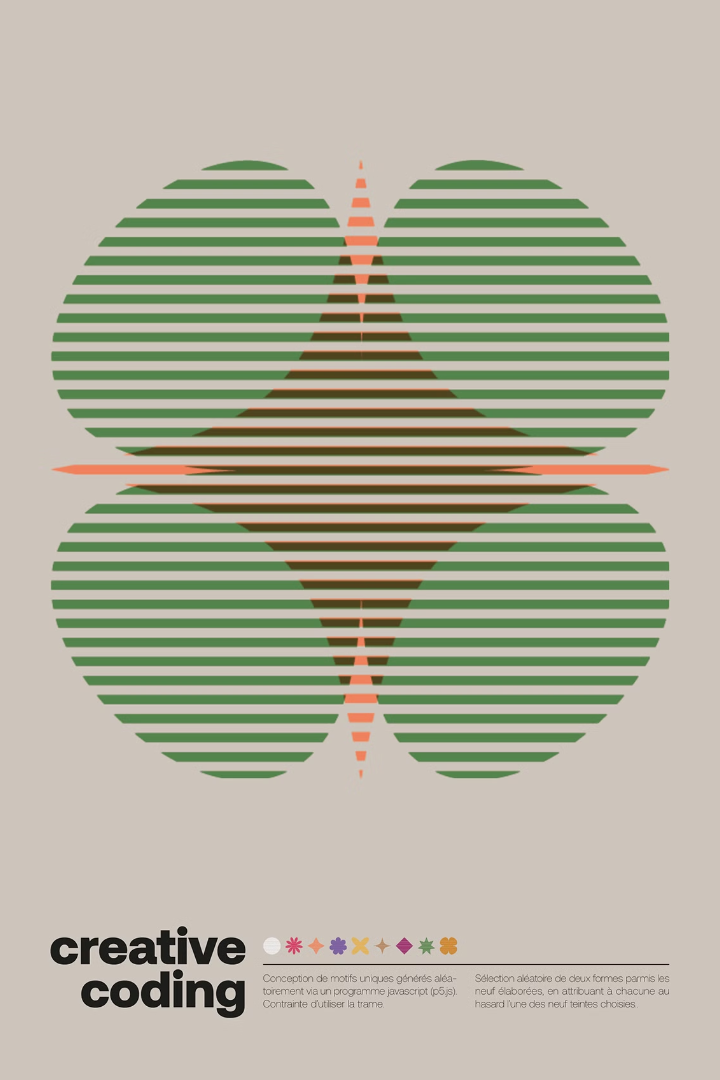 creative
coding
Conception de motifs uniques générés aléa-
toirement via un programme javascript (p5.js).
Contrainte d'utiliser la trame.
Sélection aléatoire de deux formes parmis les
neuf élaborées, en attribuant à chacune au
hasard l'une des neuf teintes choisies.